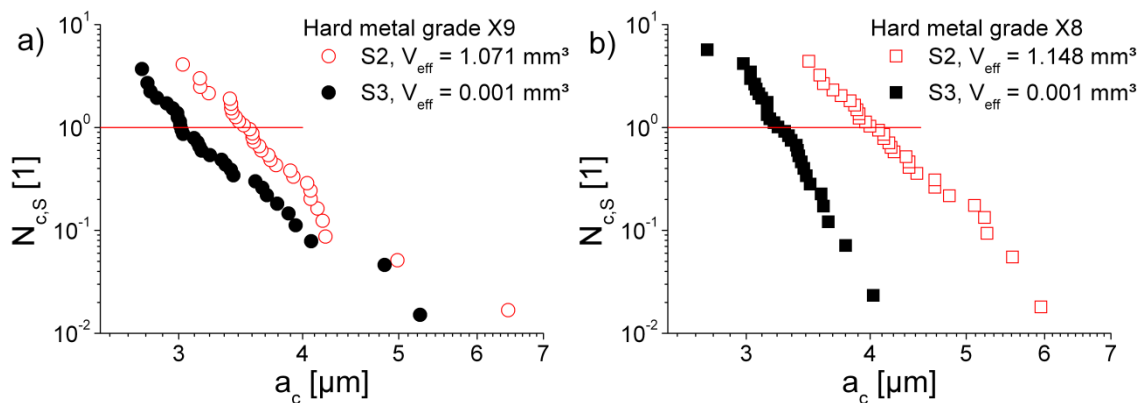 a)
Hard metal grade X9
S2, V_eff = 1.071 mm³
S3, V_eff = 0.001 mm³
10¹
10⁰
10⁻¹
10⁻²
N_c,S [1]
3 4 5 6 7
a_c [µm]
b)
Hard metal grade X8
S2, V_eff = 1.148 mm³
S3, V_eff = 0.001 mm³
10¹
10⁰
10⁻¹
10⁻²
N_c,S [1]
3 4 5 6 7
a_c [µm]